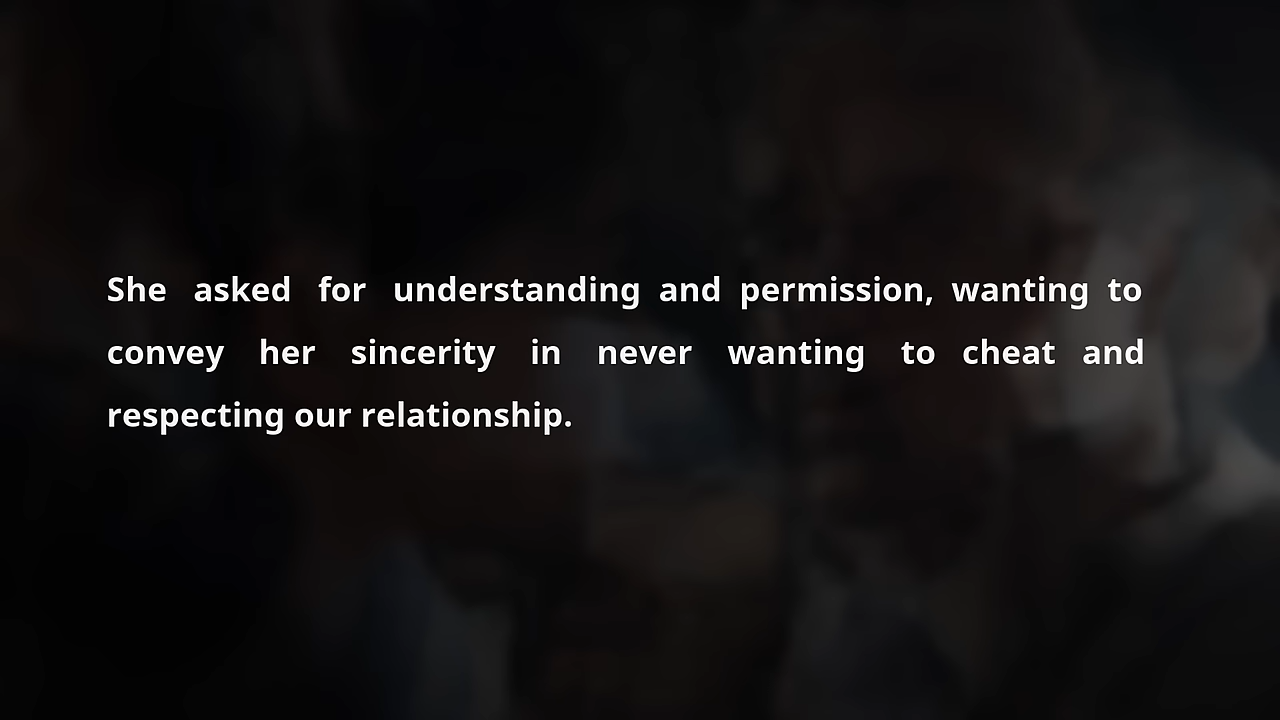 She asked for understanding and permission, wanting to
convey her sincerity in never wanting to cheat and
respecting our relationship.